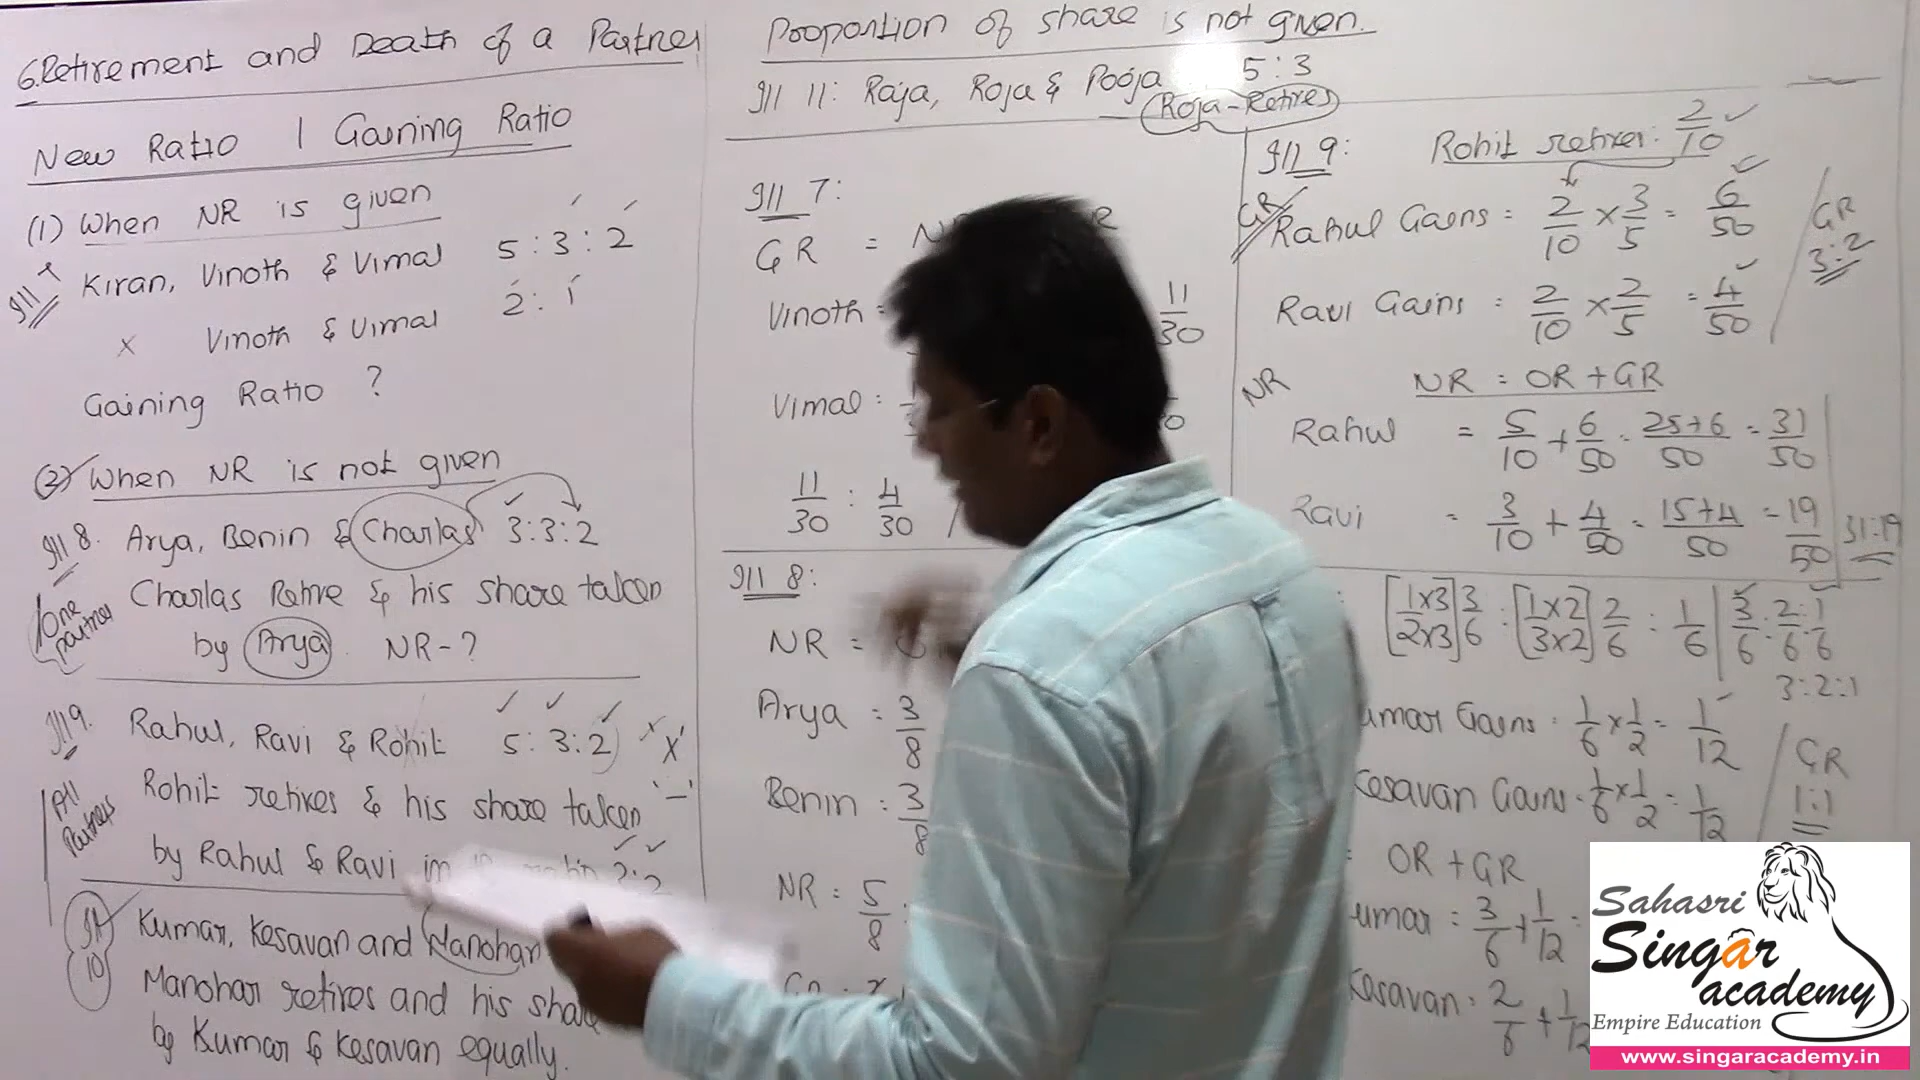 6. Retirement and Death of a Partner
New Ratio | Gaining Ratio
(1) When NR is given
Ill 7 Kiran, Vinoth & Vimal 5 : 3 : 2
x Vinoth & Vimal 2 : 1
Gaining Ratio ?
(2) When NR is not given
Ill 8. Arya, Benin & Charlas 3:3:2
Charlas Retire & his share taken
One partner
by Arya. NR - ?
Ill 9. Rahul, Ravi & Rohit 5 : 3 : 2
Rohit retires & his share taken
All Partners
by Rahul & Ravi in
Ill 10 Kumar, Kesavan and Manohar
Manohar retires and his share
by Kumar & Kesavan equally.
Proportion of share is not given.
Ill 11: Raja, Roja & Pooja 5 : 3
Roja - Retires
Ill 7:
GR =
Vinoth = 11/30
Vimal :
11/30 : 4/30 /
Ill 8:
NR =
Arya : 3/8
Benin : 3/8
NR = 5/8 :
Ill 9: Rohit retires: 2/10
GR Rahul Gains = 2/10 x 3/5 = 6/50
Ravi Gains = 2/10 x 2/5 = 4/50
GR 3:2
NR NR = OR + GR
Rahul = 5/10 + 6/50 = 25+6/50 = 31/50
Ravi = 3/10 + 4/50 = 15+4/50 = 19/50
31:19
: [1x3/2x3] 3/6 : [1x2/3x2] 2/6 : 1/6 | 3/6 : 2/6 : 1/6
3:2:1
umar Gains : 1/6 x 1/2 = 1/12
Kesavan Gains : 1/6 x 1/2 = 1/12
GR 1:1
= OR + GR
umar = 3/6 + 1/12 =
Kesavan : 2/6 + 1/12
Sahasri
Singar
academy
Empire Education
www.singaracademy.in